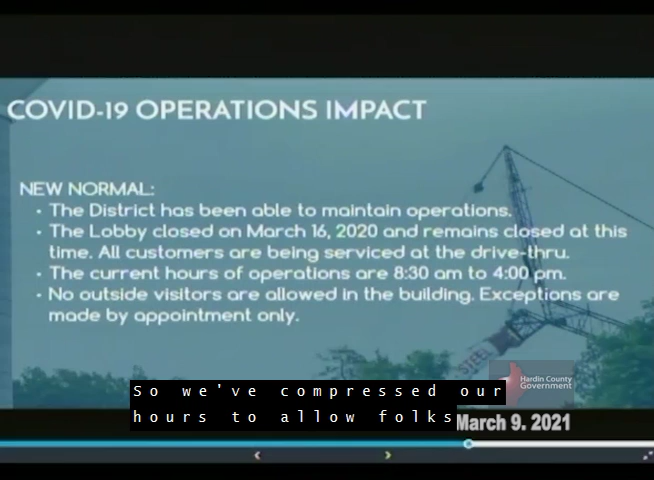 COVID-19 OPERATIONS IMPACT
NEW NORMAL:
• The District has been able to maintain operations.
• The Lobby closed on March 16, 2020 and remains closed at this
time. All customers are being serviced at the drive-thru.
• The current hours of operations are 8:30 am to 4:00 pm.
• No outside visitors are allowed in the building. Exceptions are
made by appointment only.
STEEL
Hardin County
Government
So we've compressed our
hours to allow folks
March 9. 2021